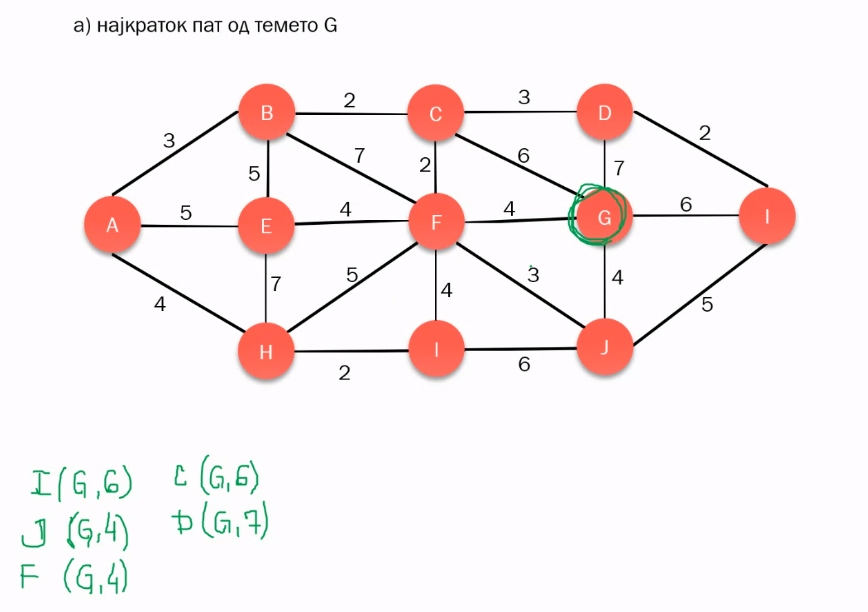 а) најкраток пат од темето G
B 2 C 3 D
3 5 7 2 6 7 2
A 5 E 4 F 4 G 6 I
4 7 5 4 3 4 5
H 2 I 6 J
I (G,6) C (G,6)
J (G,4) D (G,7)
F (G,4)